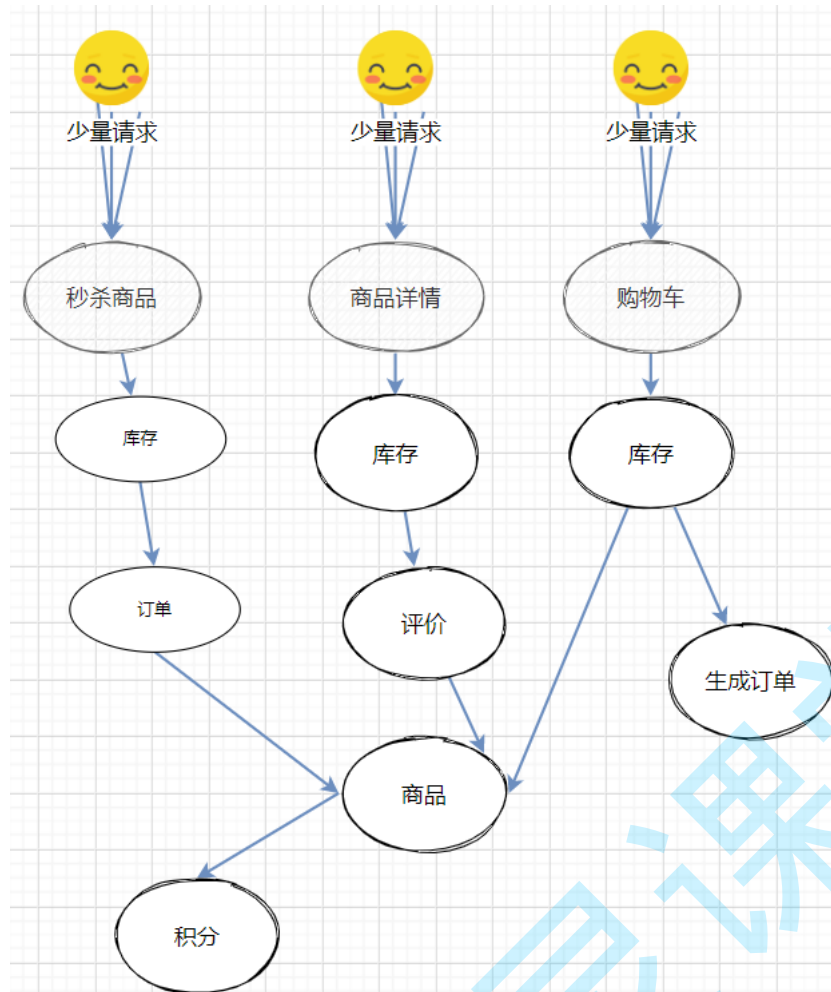 少量请求
少量请求
少量请求
秒杀商品
商品详情
购物车
库存
库存
库存
订单
评价
生成订单
商品
积分
课